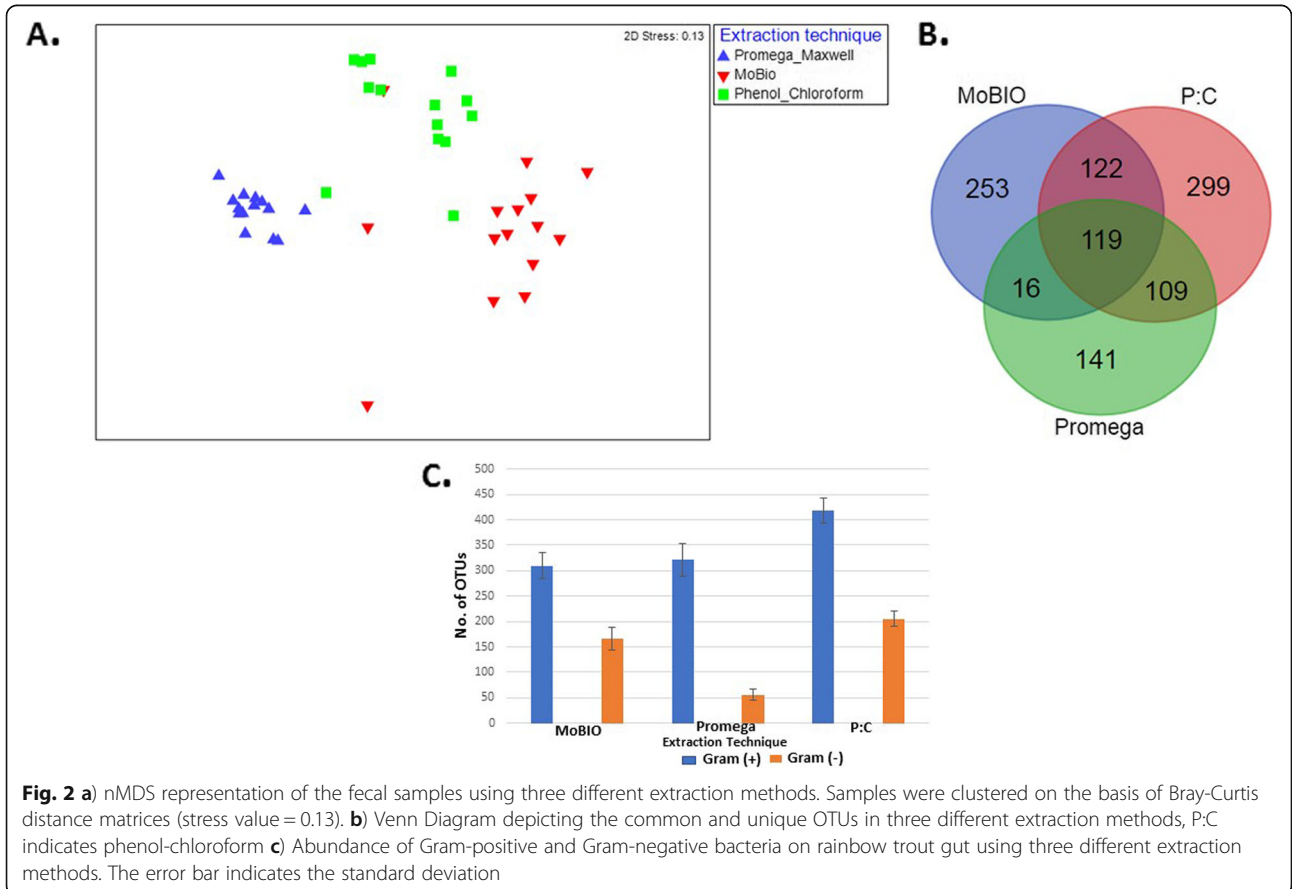 A.
2D Stress: 0.13
Extraction technique
Promega_Maxwell
MoBio
Phenol_Chloroform
B.
MoBIO
P:C
253
122
299
119
16
109
141
Promega
C.
500
450
400
350
300
250
200
150
100
50
0
No. of OTUs
MoBIO
Promega
P:C
Extraction Technique
Gram (+)
Gram (-)
Fig. 2 a) nMDS representation of the fecal samples using three different extraction methods. Samples were clustered on the basis of Bray-Curtis
distance matrices (stress value = 0.13). b) Venn Diagram depicting the common and unique OTUs in three different extraction methods, P:C
indicates phenol-chloroform c) Abundance of Gram-positive and Gram-negative bacteria on rainbow trout gut using three different extraction
methods. The error bar indicates the standard deviation